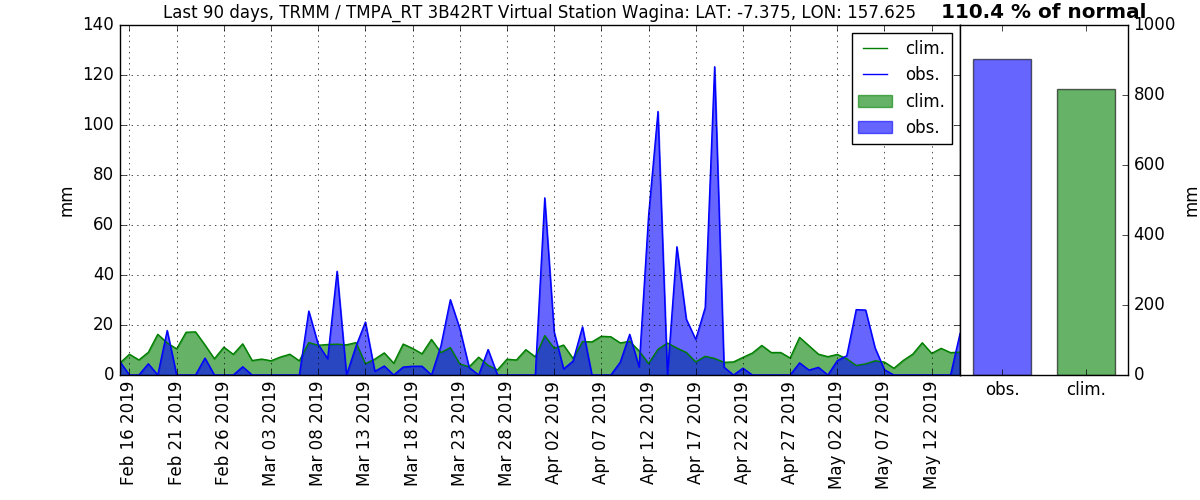 Last 90 days, TRMM / TMPA_RT 3B42RT Virtual Station Wagina: LAT: -7.375, LON: 157.625
110.4 % of normal
mm
140
120
100
80
60
40
20
0
clim.
obs.
clim.
obs.
1000
800
600
400
200
0
mm
obs.
clim.
Feb 16 2019
Feb 21 2019
Feb 26 2019
Mar 03 2019
Mar 08 2019
Mar 13 2019
Mar 18 2019
Mar 23 2019
Mar 28 2019
Apr 02 2019
Apr 07 2019
Apr 12 2019
Apr 17 2019
Apr 22 2019
Apr 27 2019
May 02 2019
May 07 2019
May 12 2019